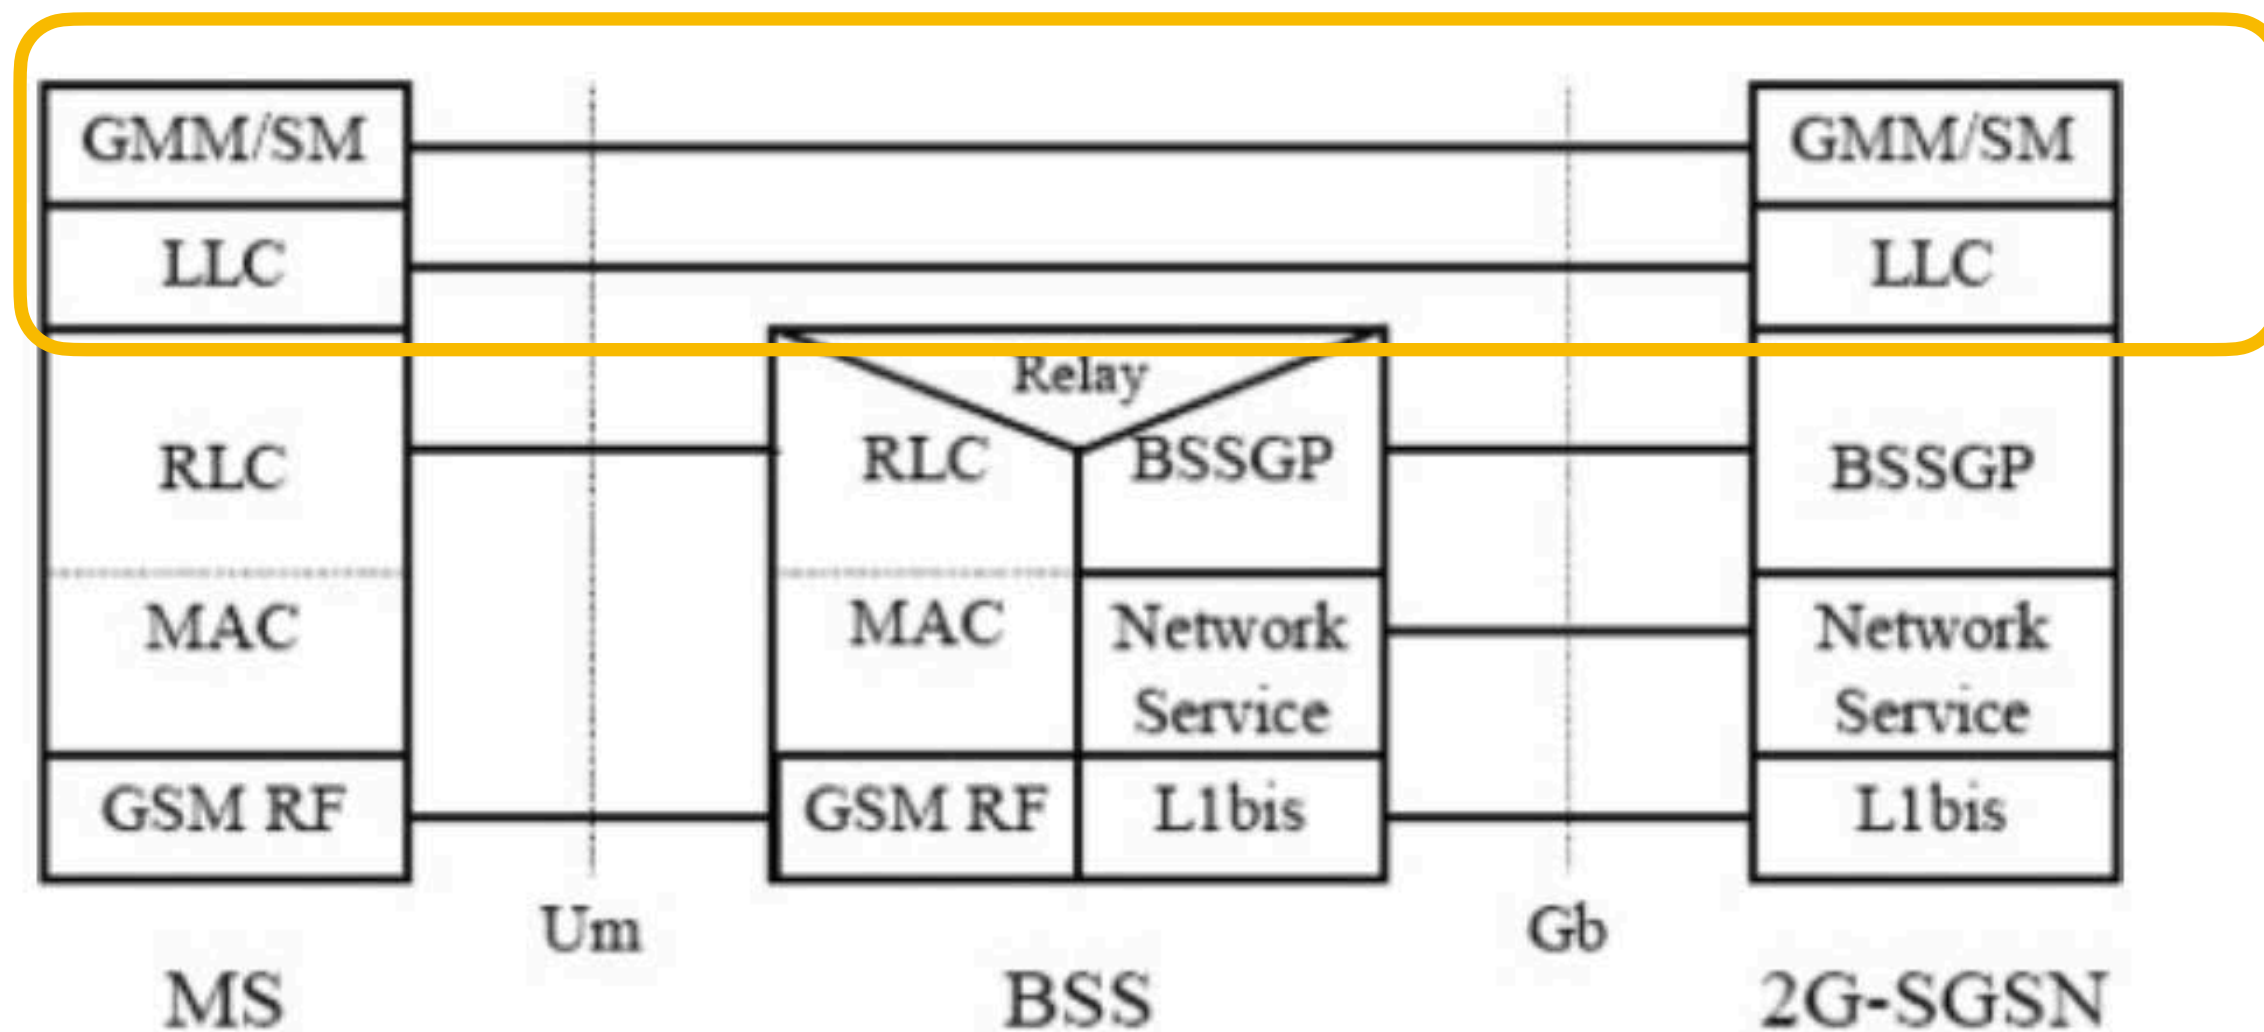 GMM/SM
GMM/SM
LLC
LLC
Relay
RLC
RLC
BSSGP
BSSGP
MAC
MAC
Network
Service
Network
Service
GSM RF
GSM RF
L1bis
L1bis
Um
Gb
MS
BSS
2G-SGSN